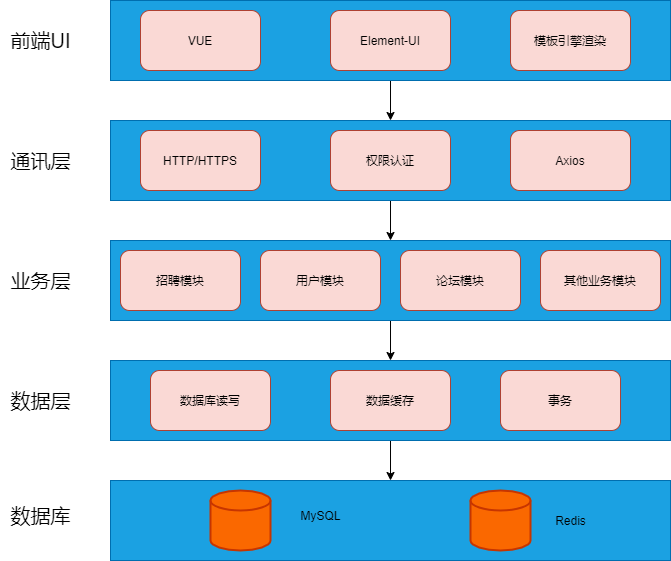 前端UI
VUE
Element-UI
模板引擎渲染
通讯层
HTTP/HTTPS
权限认证
Axios
业务层
招聘模块
用户模块
论坛模块
其他业务模块
数据层
数据库读写
数据缓存
事务
数据库
MySQL
Redis